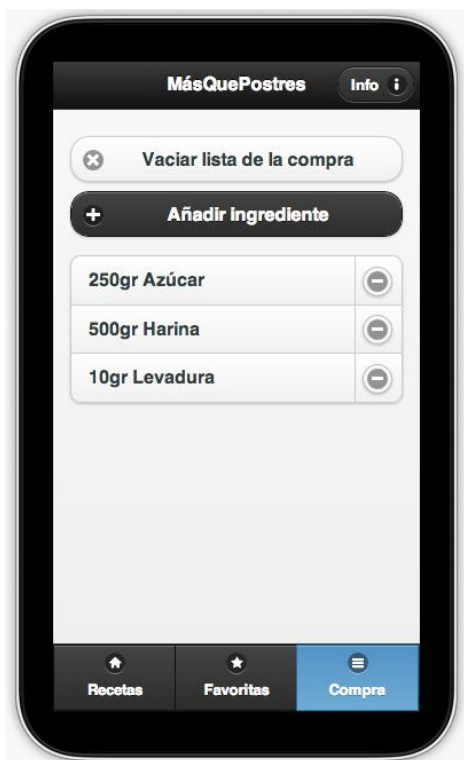 MásQuePostres Info
Vaciar lista de la compra
Añadir ingrediente
250gr Azúcar
500gr Harina
10gr Levadura
Recetas Favoritas Compra